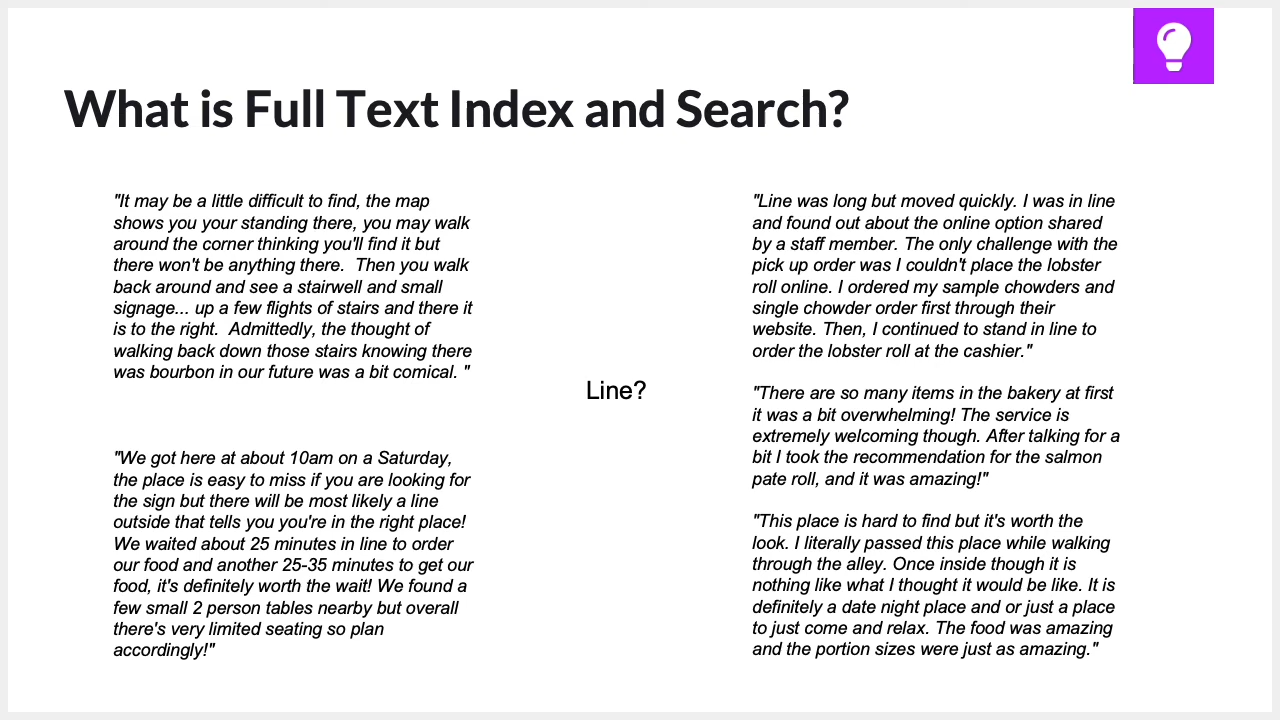 What is Full Text Index and Search?
"It may be a little difficult to find, the map
shows you your standing there, you may walk
around the corner thinking you'll find it but
there won't be anything there.  Then you walk
back around and see a stairwell and small
signage... up a few flights of stairs and there it
is to the right.  Admittedly, the thought of
walking back down those stairs knowing there
was bourbon in our future was a bit comical. "
"We got here at about 10am on a Saturday,
the place is easy to miss if you are looking for
the sign but there will be most likely a line
outside that tells you you're in the right place!
We waited about 25 minutes in line to order
our food and another 25-35 minutes to get our
food, it's definitely worth the wait! We found a
few small 2 person tables nearby but overall
there's very limited seating so plan
accordingly!"
Line?
"Line was long but moved quickly. I was in line
and found out about the online option shared
by a staff member. The only challenge with the
pick up order was I couldn't place the lobster
roll online. I ordered my sample chowders and
single chowder order first through their
website. Then, I continued to stand in line to
order the lobster roll at the cashier."
"There are so many items in the bakery at first
it was a bit overwhelming! The service is
extremely welcoming though. After talking for a
bit I took the recommendation for the salmon
pate roll, and it was amazing!"
"This place is hard to find but it's worth the
look. I literally passed this place while walking
through the alley. Once inside though it is
nothing like what I thought it would be like. It is
definitely a date night place and or just a place
to just come and relax. The food was amazing
and the portion sizes were just as amazing."